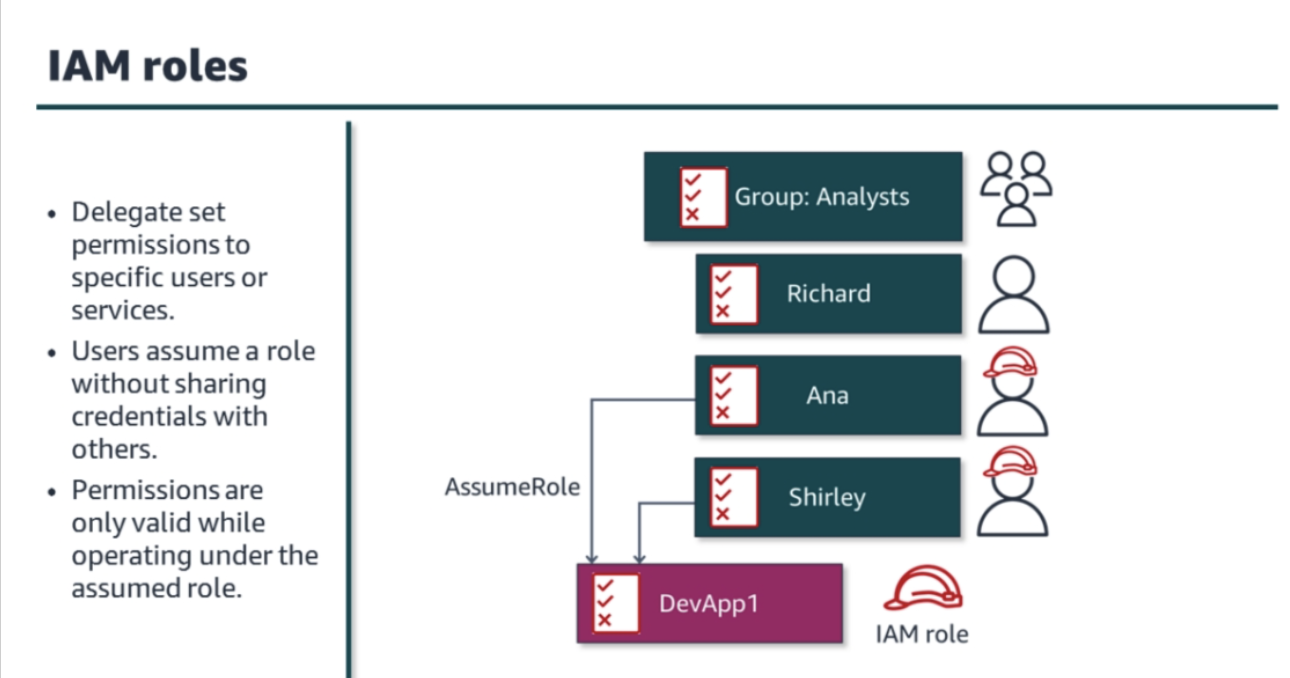 IAM roles
• Delegate set
permissions to
specific users or
services.
• Users assume a role
without sharing
credentials with
others.
• Permissions are
only valid while
operating under the
assumed role.
Group: Analysts
Richard
Ana
Shirley
AssumeRole
DevApp1
IAM role